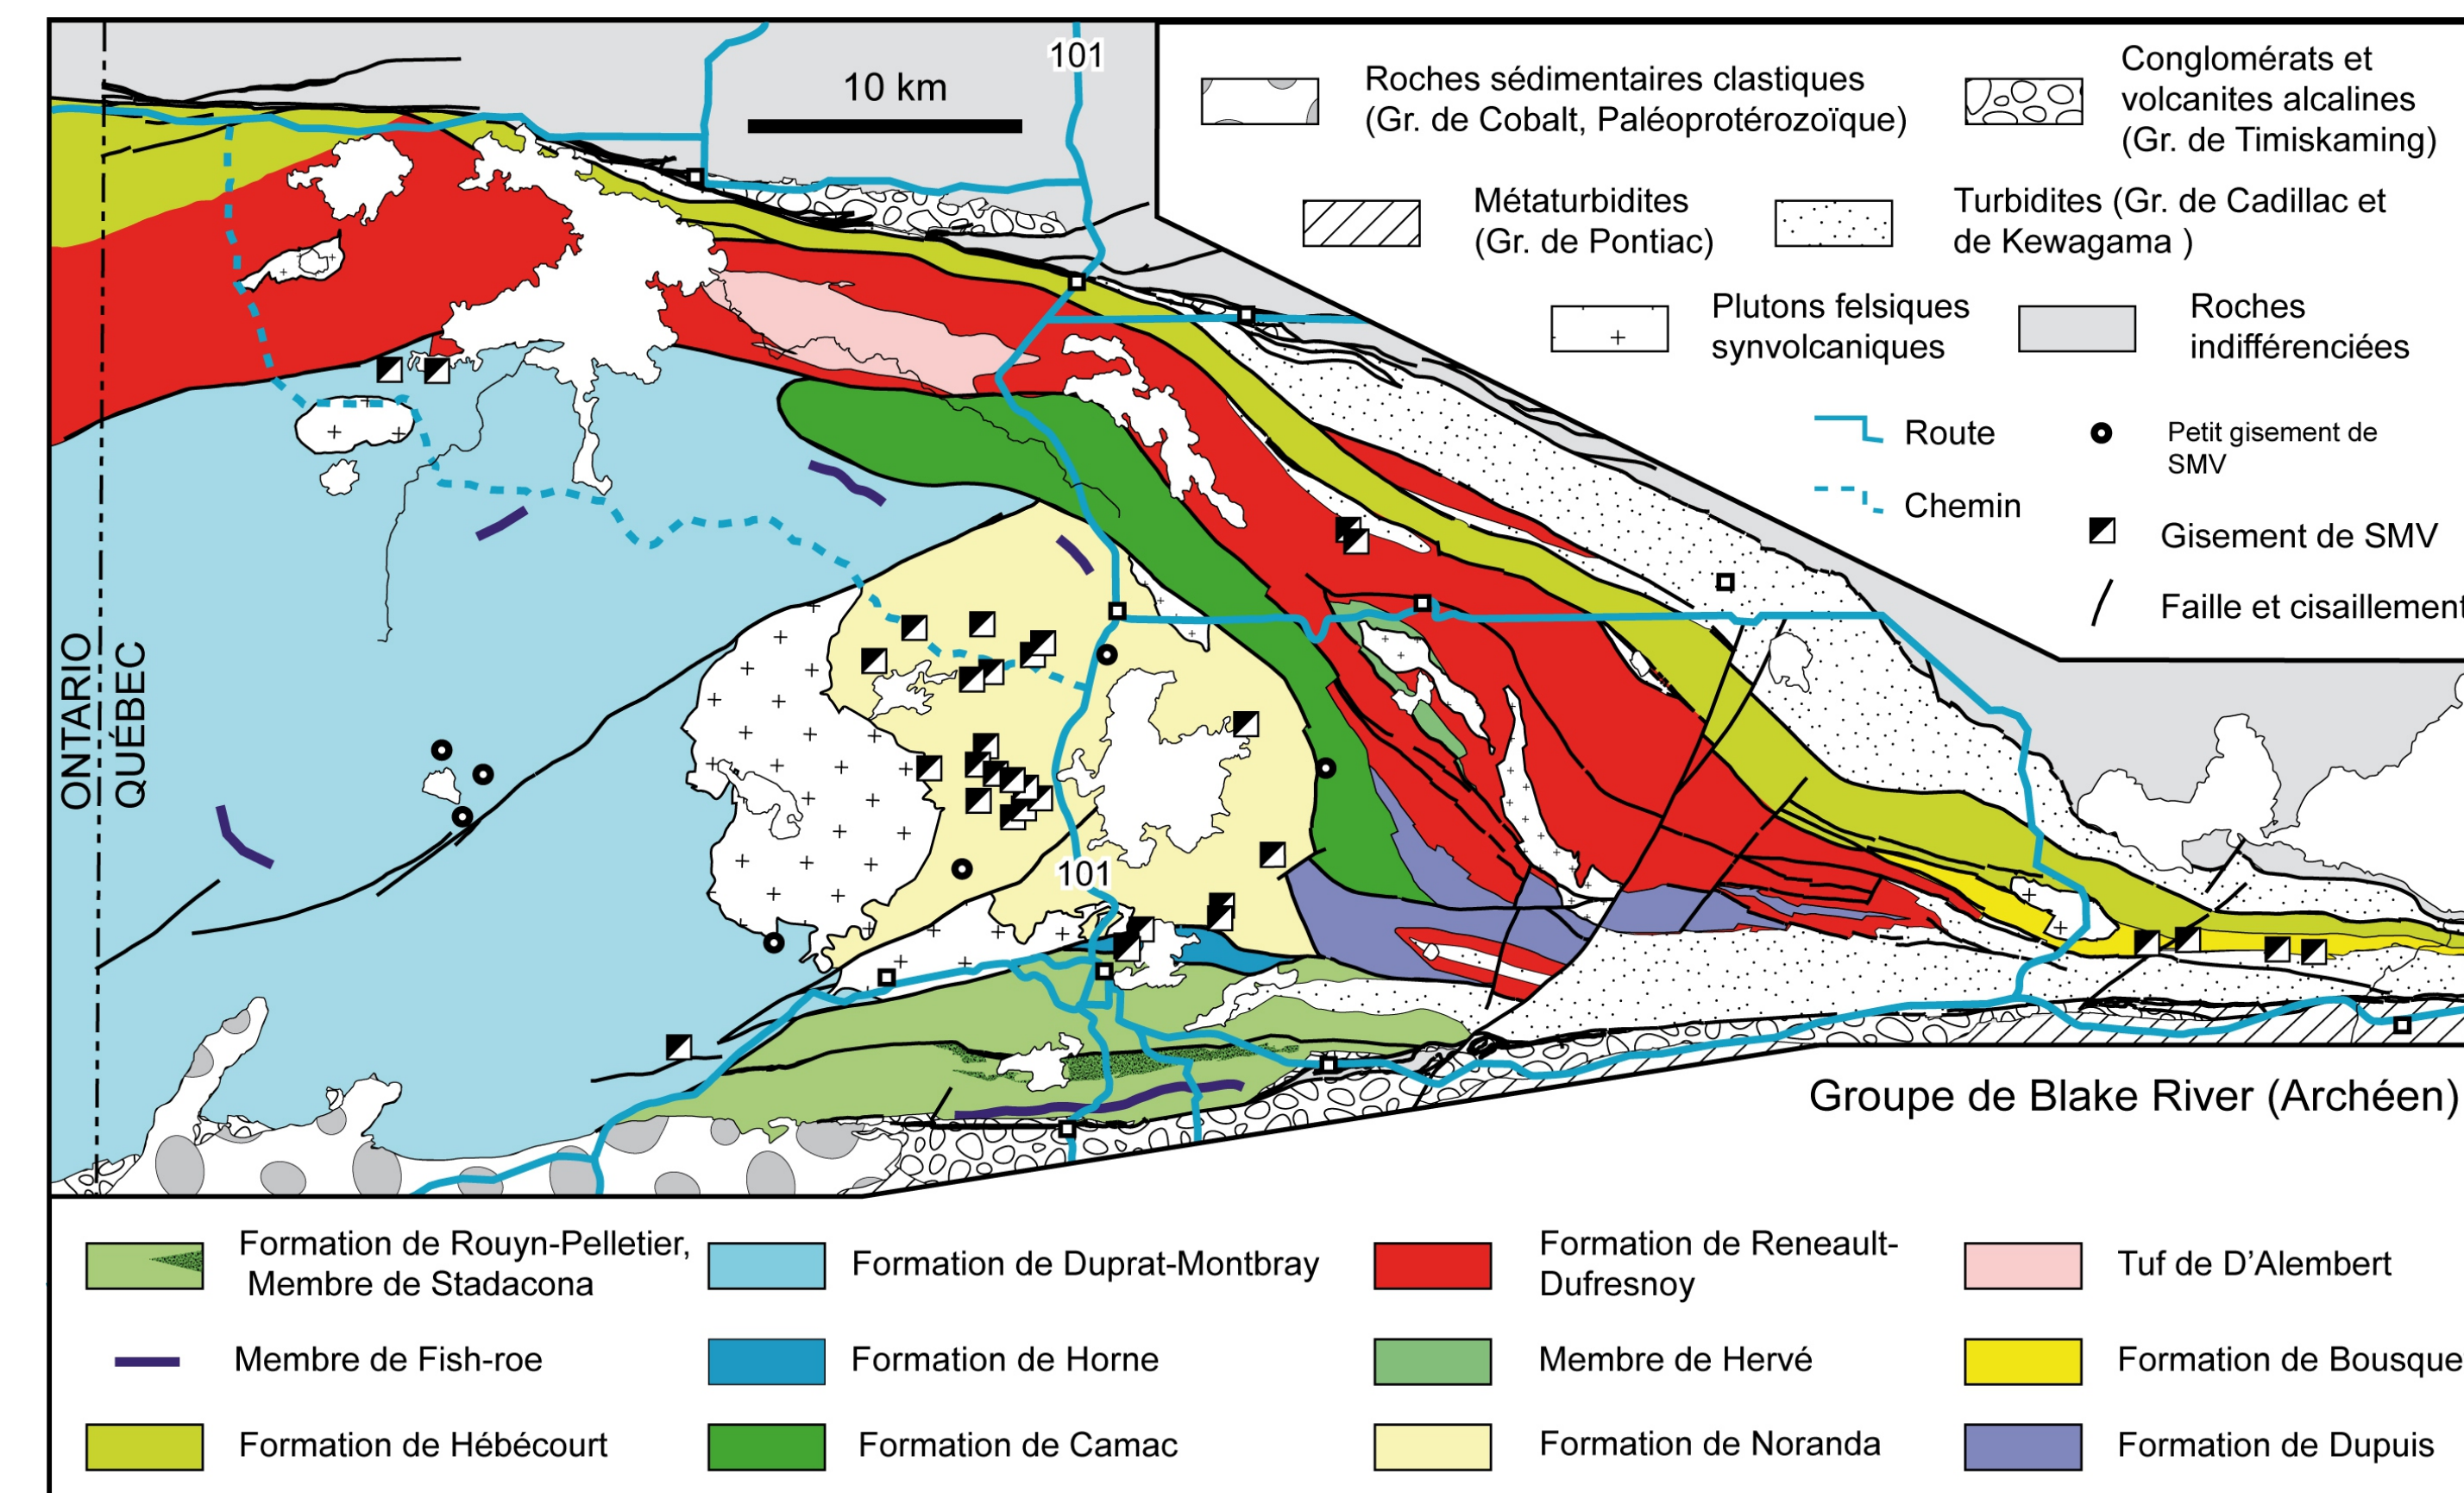 101
10 km
Roches sédimentaires clastiques
(Gr. de Cobalt, Paléoprotérozoïque)
Conglomérats et
volcanites alcalines
(Gr. de Timiskaming)
Métaturbidites
(Gr. de Pontiac)
Turbidites (Gr. de Cadillac et
de Kewagama )
Plutons felsiques
synvolcaniques
Roches
indifférenciées
Route
Petit gisement de
SMV
Chemin
Gisement de SMV
Faille et cisaillement
ONTARIO
QUÉBEC
101
Groupe de Blake River (Archéen)
Formation de Rouyn-Pelletier,
Membre de Stadacona
Formation de Duprat-Montbray
Formation de Reneault-
Dufresnoy
Tuf de D'Alembert
Membre de Fish-roe
Formation de Horne
Membre de Hervé
Formation de Bousque
Formation de Hébécourt
Formation de Camac
Formation de Noranda
Formation de Dupuis